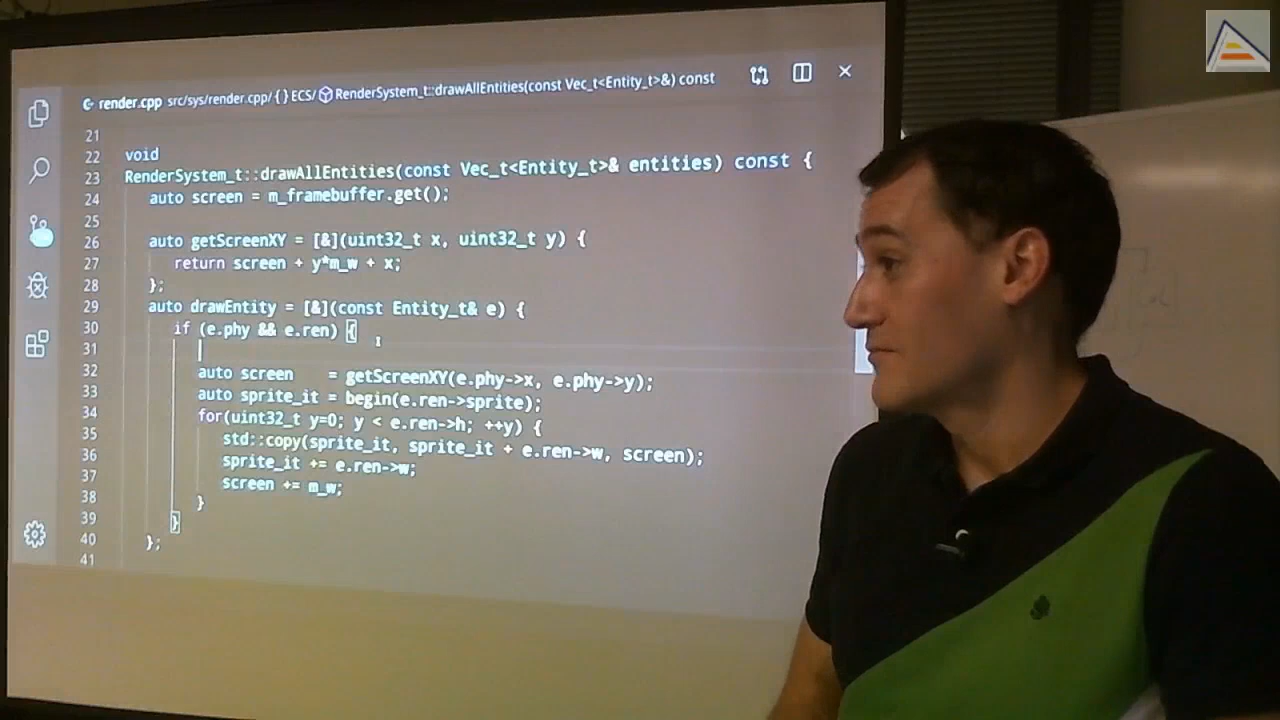 render.cpp src/sys/render.cpp/ {} ECS/ RenderSystem_t::drawAllEntities(const Vec_t<Entity_t>&) const
21
22 void
23 RenderSystem_t::drawAllEntities(const Vec_t<Entity_t>& entities) const {
24 auto screen = m_framebuffer.get();
25
26 auto getScreenXY = [&](uint32_t x, uint32_t y) {
27 return screen + y*m_w + x;
28 };
29 auto drawEntity = [&](const Entity_t& e) {
30 if (e.phy && e.ren) {
31
32 auto screen = getScreenXY(e.phy->x, e.phy->y);
33 auto sprite_it = begin(e.ren->sprite);
34 for(uint32_t y=0; y < e.ren->h; ++y) {
35 std::copy(sprite_it, sprite_it + e.ren->w, screen);
36 sprite_it += e.ren->w;
37 screen += m_w;
38 }
39 }
40 };
41